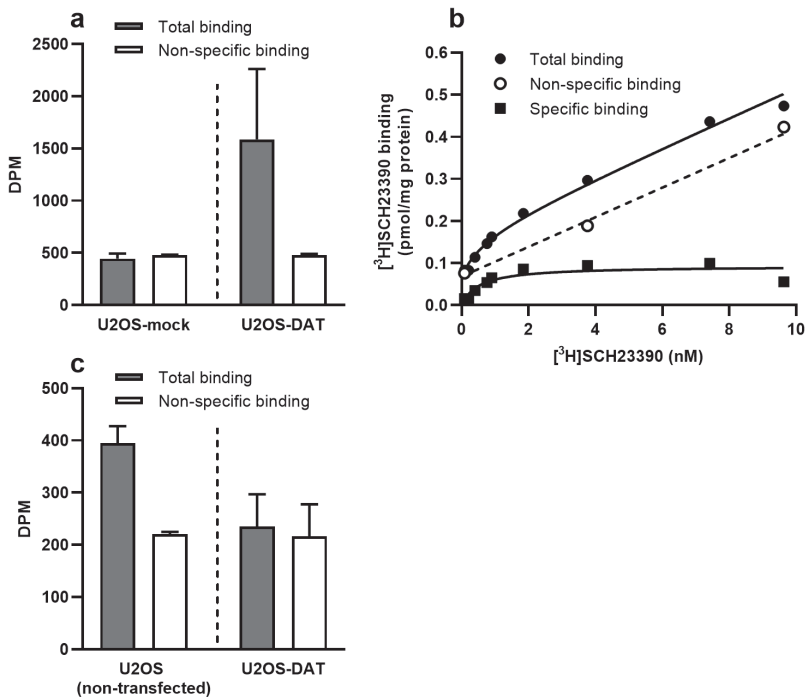 a
Total binding
Non-specific binding
2500
2000
1500
1000
500
0
DPM
U2OS-mock
U2OS-DAT
b
Total binding
Non-specific binding
Specific binding
0.6
0.5
0.4
0.3
0.2
0.1
0.0
[³H]SCH23390 binding
(pmol/mg protein)
0
2
4
6
8
10
[³H]SCH23390 (nM)
c
Total binding
Non-specific binding
500
400
300
200
100
0
DPM
U2OS
(non-transfected)
U2OS-DAT